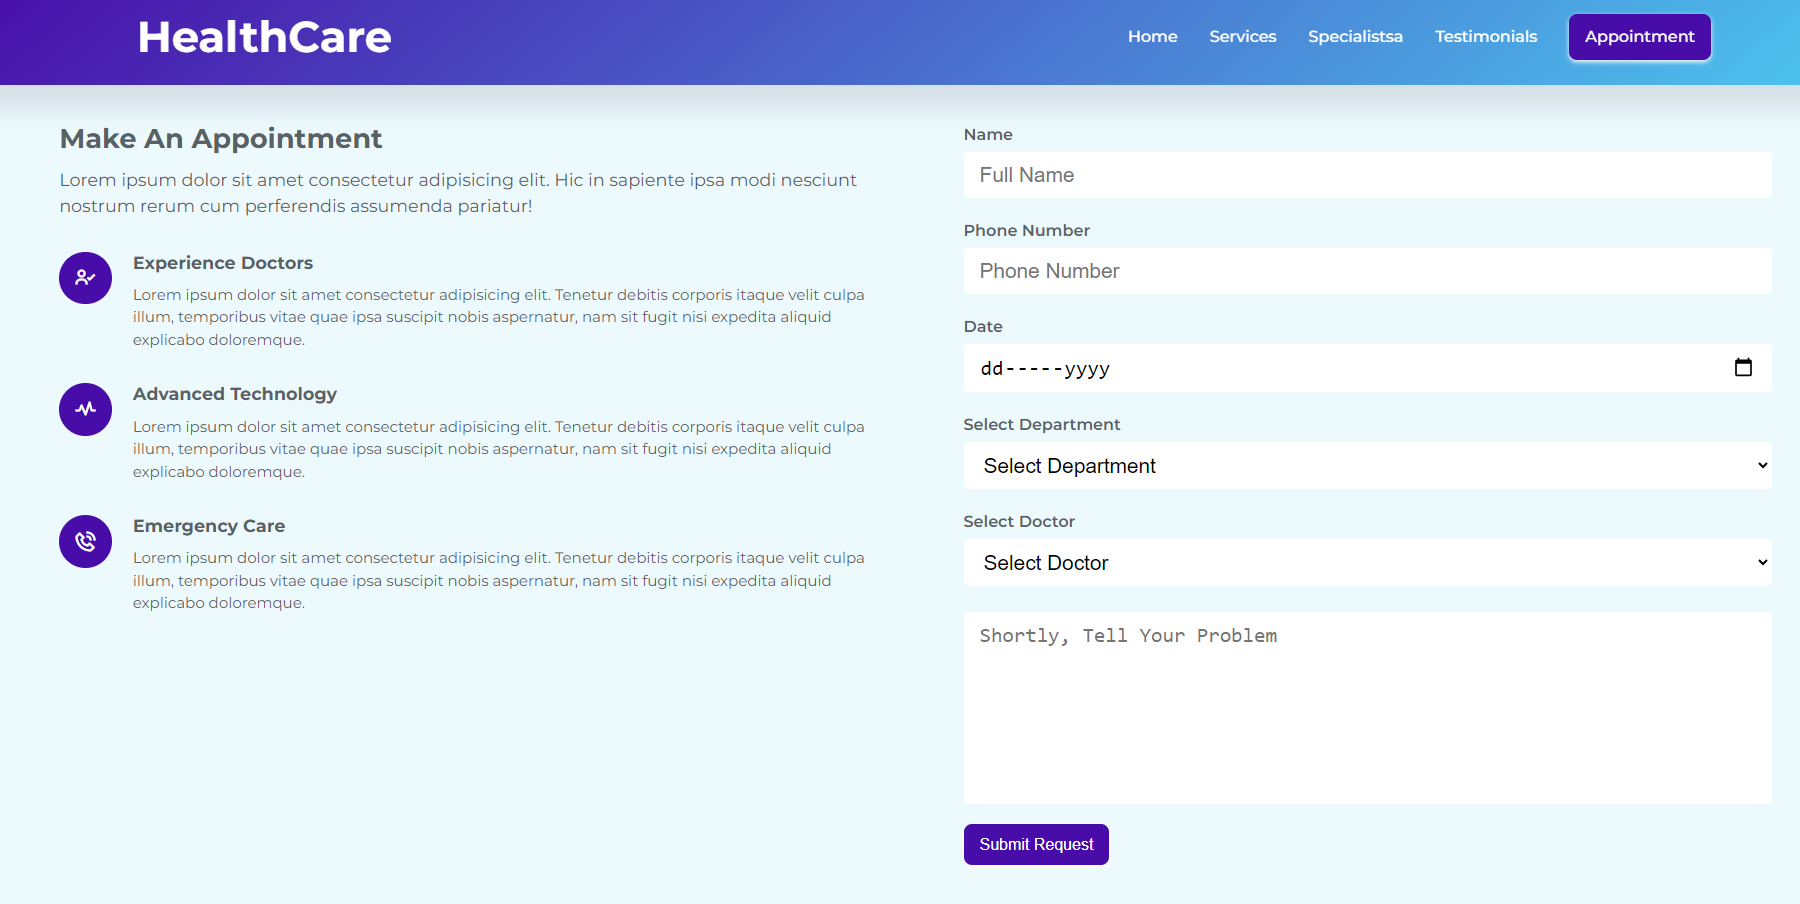 HealthCare
Home
Services
Specialistsa
Testimonials
Appointment
Make An Appointment
Lorem ipsum dolor sit amet consectetur adipisicing elit. Hic in sapiente ipsa modi nesciunt
nostrum rerum cum perferendis assumenda pariatur!
Experience Doctors
Lorem ipsum dolor sit amet consectetur adipisicing elit. Tenetur debitis corporis itaque velit culpa
illum, temporibus vitae quae ipsa suscipit nobis aspernatur, nam sit fugit nisi expedita aliquid
explicabo doloremque.
Advanced Technology
Lorem ipsum dolor sit amet consectetur adipisicing elit. Tenetur debitis corporis itaque velit culpa
illum, temporibus vitae quae ipsa suscipit nobis aspernatur, nam sit fugit nisi expedita aliquid
explicabo doloremque.
Emergency Care
Lorem ipsum dolor sit amet consectetur adipisicing elit. Tenetur debitis corporis itaque velit culpa
illum, temporibus vitae quae ipsa suscipit nobis aspernatur, nam sit fugit nisi expedita aliquid
explicabo doloremque.
Name
Full Name
Phone Number
Phone Number
Date
dd-----yyyy
Select Department
Select Department
Select Doctor
Select Doctor
Shortly, Tell Your Problem
Submit Request